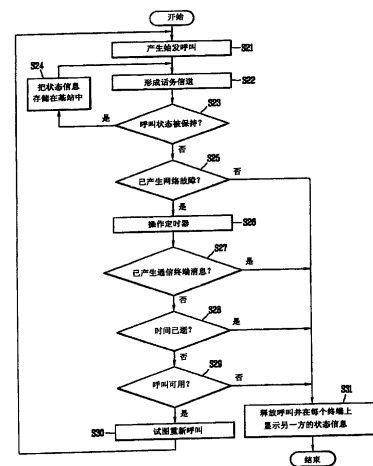 开始
产生始发呼叫
S21
S24
形成话务信道
S22
把状态信息
存储在基站中
S23
呼叫状态被保持?
是
否
S25
已产生网络故障?
否
是
操作定时器
S26
S27
已产生通信终端消息?
是
否
S28
时间已逝?
是
否
S29
呼叫可用?
否
是
S31
S30
试图重新呼叫
解放呼叫并在每个终端上
显示另一方的状态信息
结束